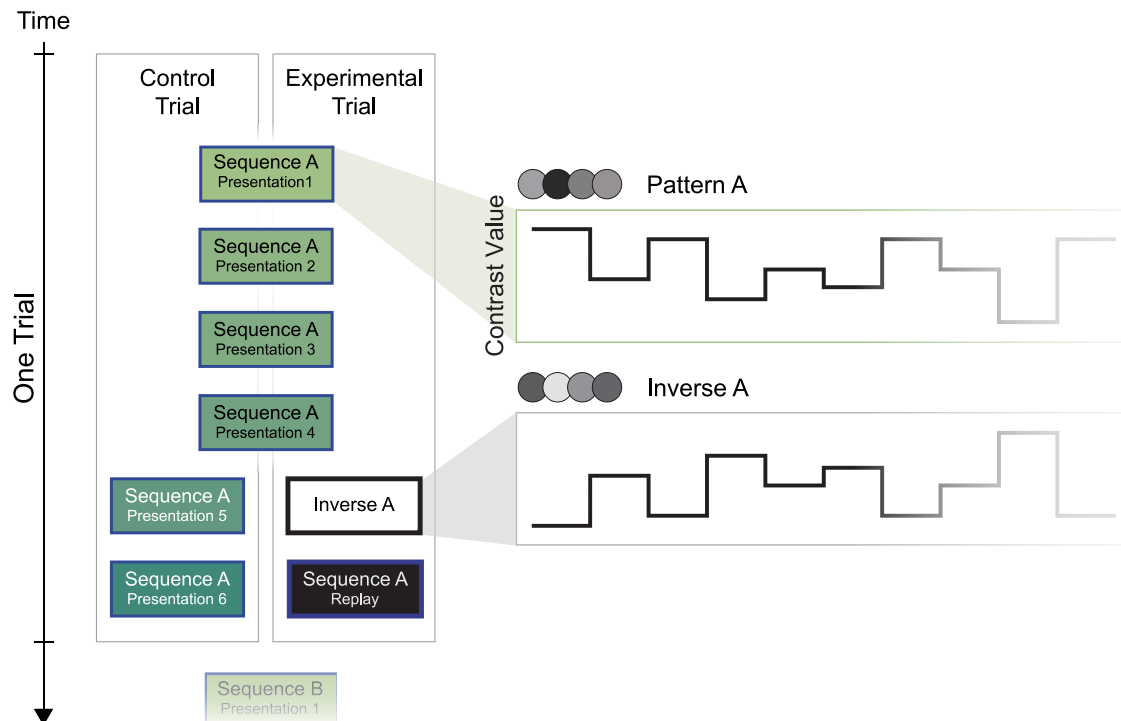 Time
One Trial
Control
Trial
Experimental
Trial
Sequence A
Presentation1
Sequence A
Presentation 2
Sequence A
Presentation 3
Sequence A
Presentation 4
Sequence A
Presentation 5
Inverse A
Sequence A
Presentation 6
Sequence A
Replay
Sequence B
Presentation 1
Pattern A
Contrast Value
Inverse A